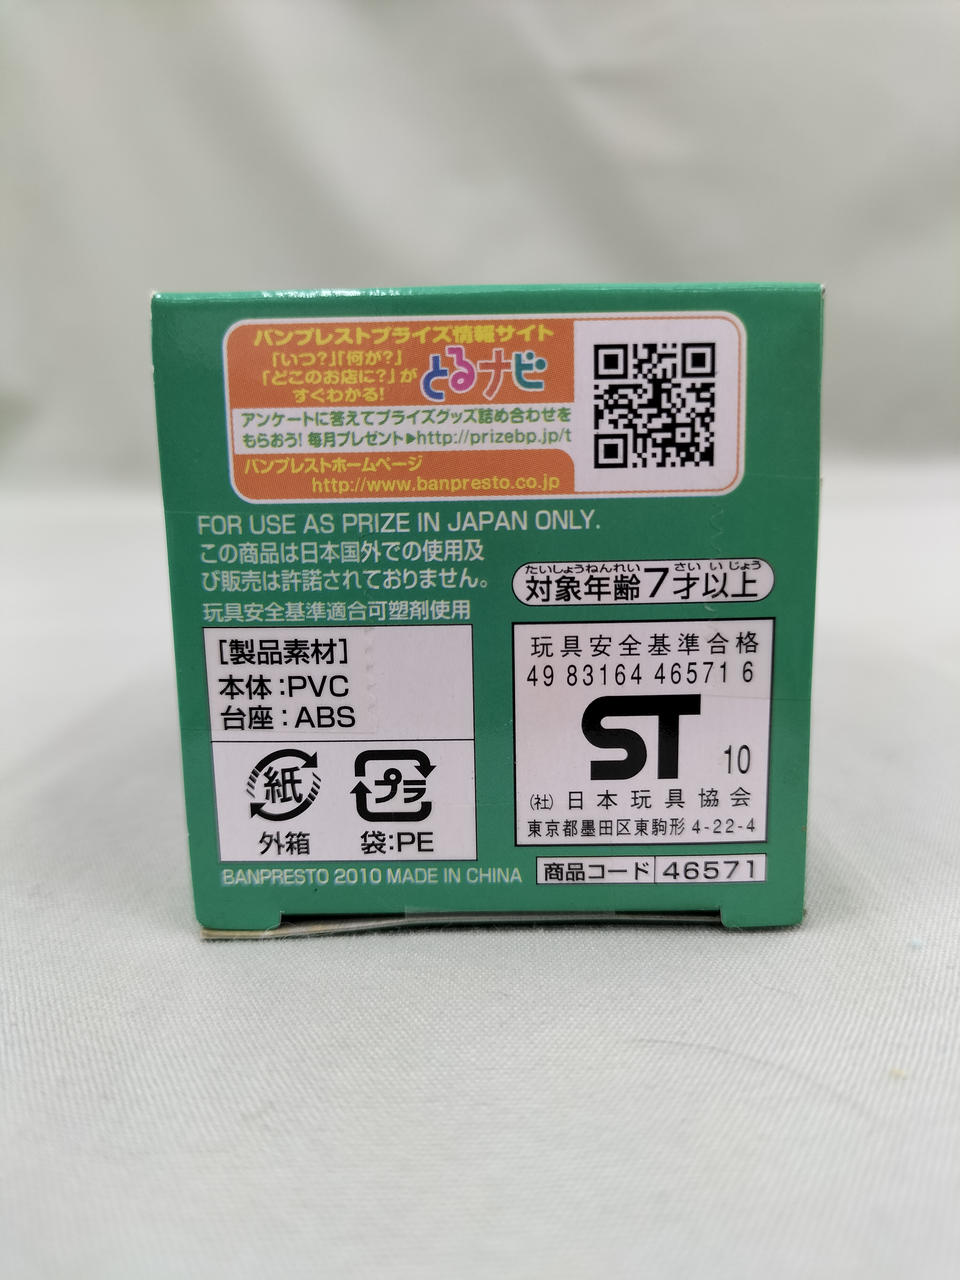 バンプレストプライズ情報サイト
「いつ?」「何が?」
「どこのお店に?」が
すぐわかる!
とるナビ
アンケートに答えてプライズグッズ詰め合わせを
もらおう! 毎月プレゼント▶http://prizebp.jp/t
バンプレストホームページ
http://www.banpresto.co.jp
FOR USE AS PRIZE IN JAPAN ONLY.
この商品は日本国外での使用及
び販売は許諾されておりません。
玩具安全基準適合可塑剤使用
たいしょうねんれい さい いじょう
対象年齢7才以上
[製品素材]
本体:PVC
台座:ABS
紙
外箱
プラ
袋:PE
玩具安全基準合格
49 83164 46571 6
ST
10
(社)日本玩具協会
東京都墨田区東駒形 4-22-4
BANPRESTO 2010 MADE IN CHINA
商品コード 46571